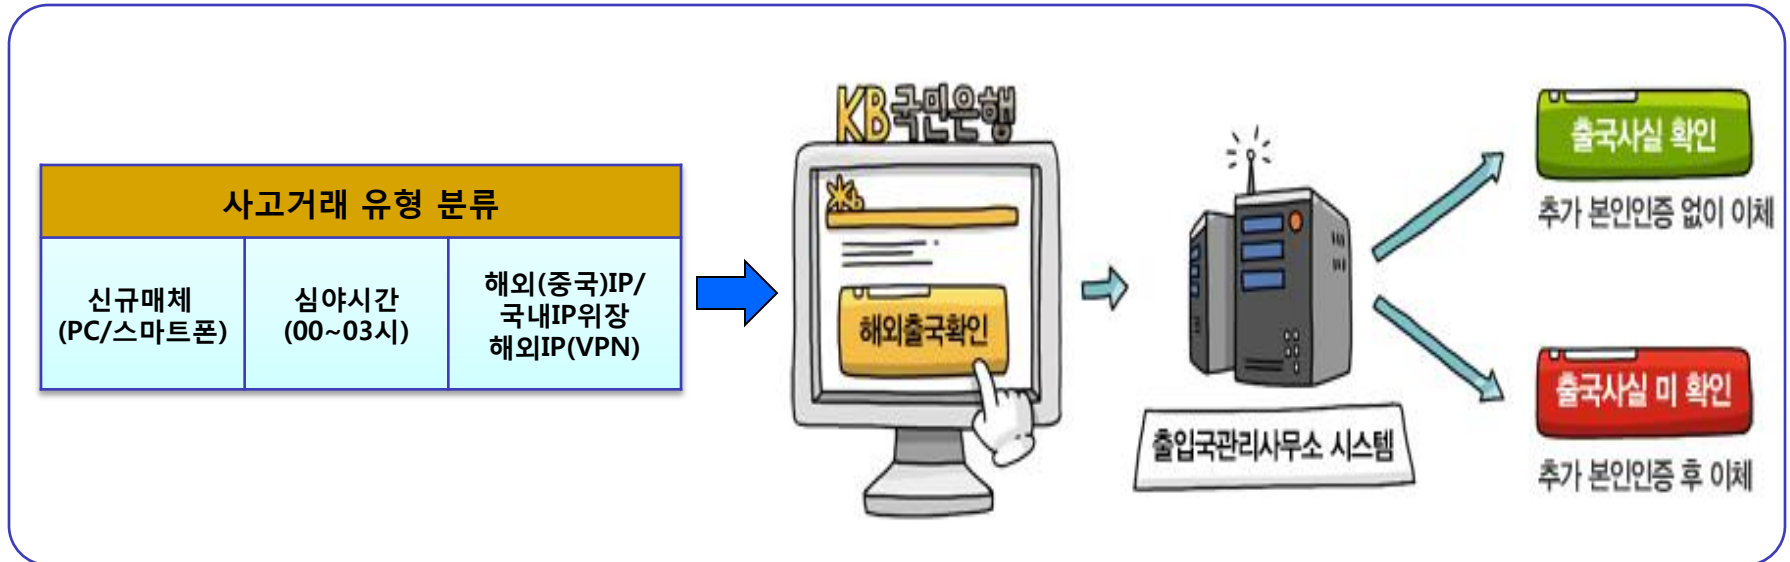 사고거래 유형 분류
신규매체
(PC/스마트폰)
심야시간
(00~03시)
해외(중국)IP/
국내IP위장
해외IP(VPN)
KB국민은행
해외출국확인
출입국관리사무소 시스템
출국사실 확인
추가 본인인증 없이 이체
출국사실 미 확인
추가 본인인증 후 이체